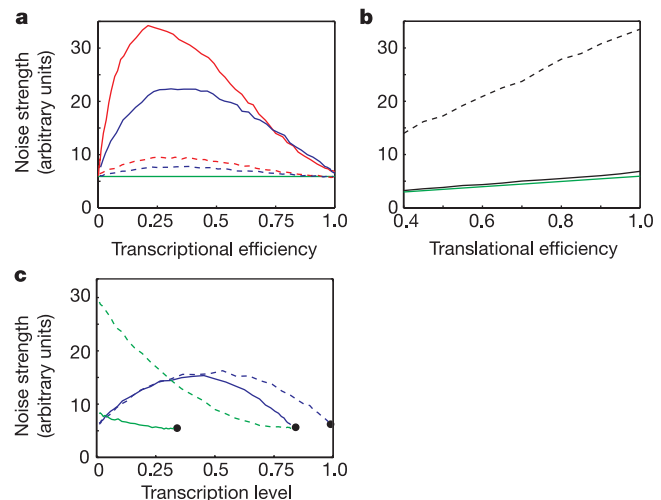 a
Noise strength
(arbitrary units)
30
20
10
0
0
0.25
0.50
0.75
1.0
Transcriptional efficiency
b
30
20
10
0
0.4
0.6
0.8
1.0
Translational efficiency
c
Noise strength
(arbitrary units)
30
20
10
0
0
0.25
0.50
0.75
1.0
Transcription level